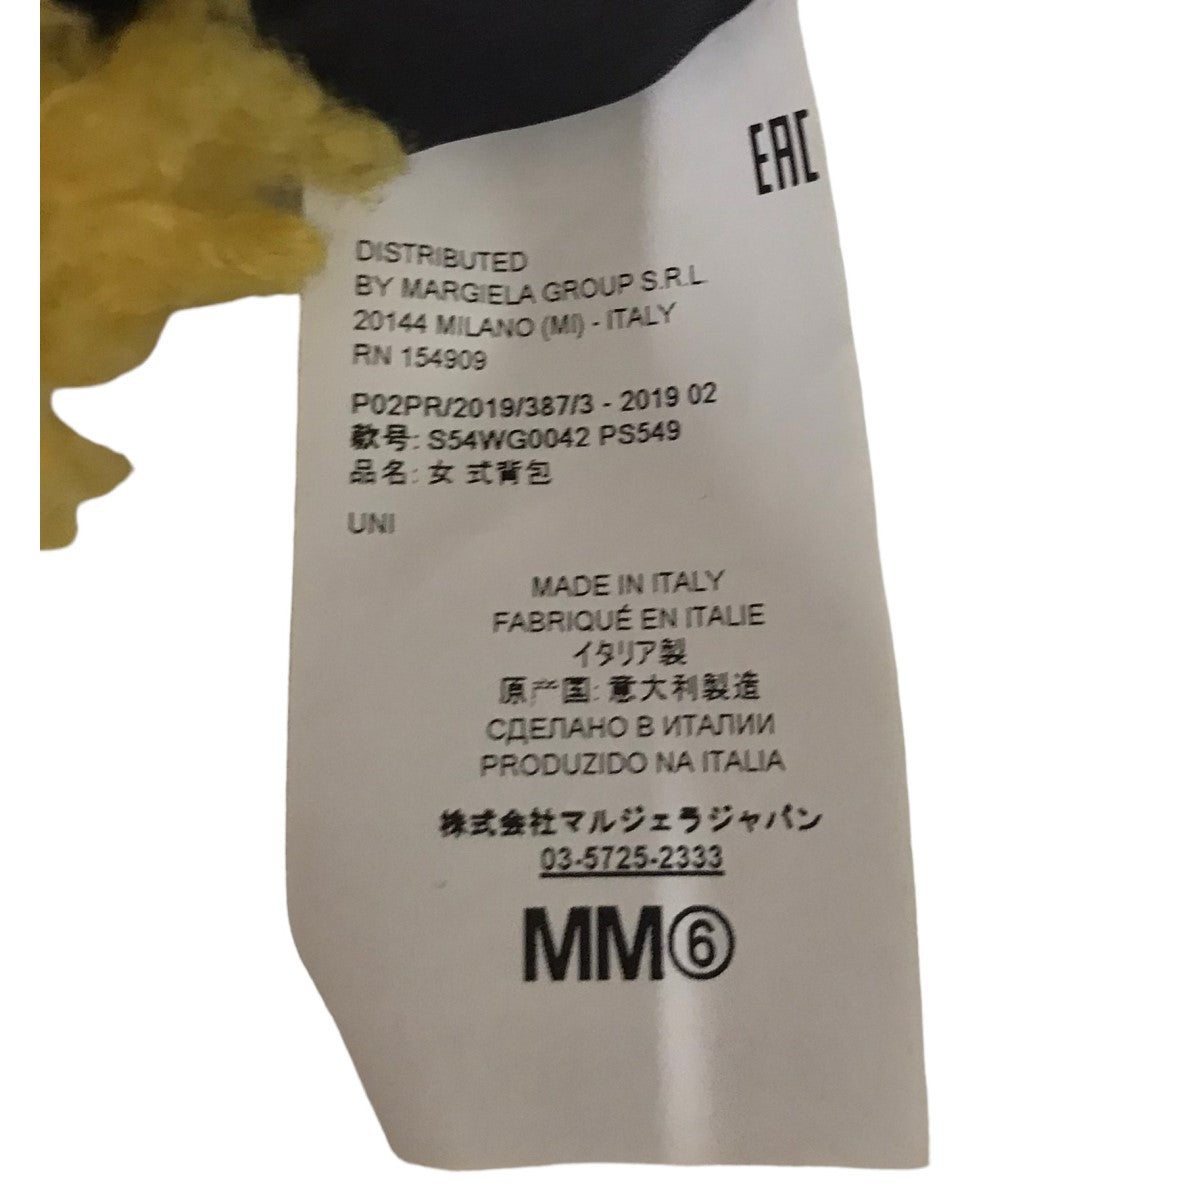 EAC
DISTRIBUTED
BY MARGIELA GROUP S.R.L
20144 MILANO (MI) - ITALY
RN 154909
P02PR/2019/387/3 - 2019 02
款号: S54WG0042 PS549
品名: 女 式背包
UNI
MADE IN ITALY
FABRIQUÉ EN ITALIE
イタリア製
原产国: 意大利製造
СДЕЛАНО В ИТАЛИИ
PRODUZIDO NA ITALIA
株式会社マルジェラジャパン
03-5725-2333
MM⑥